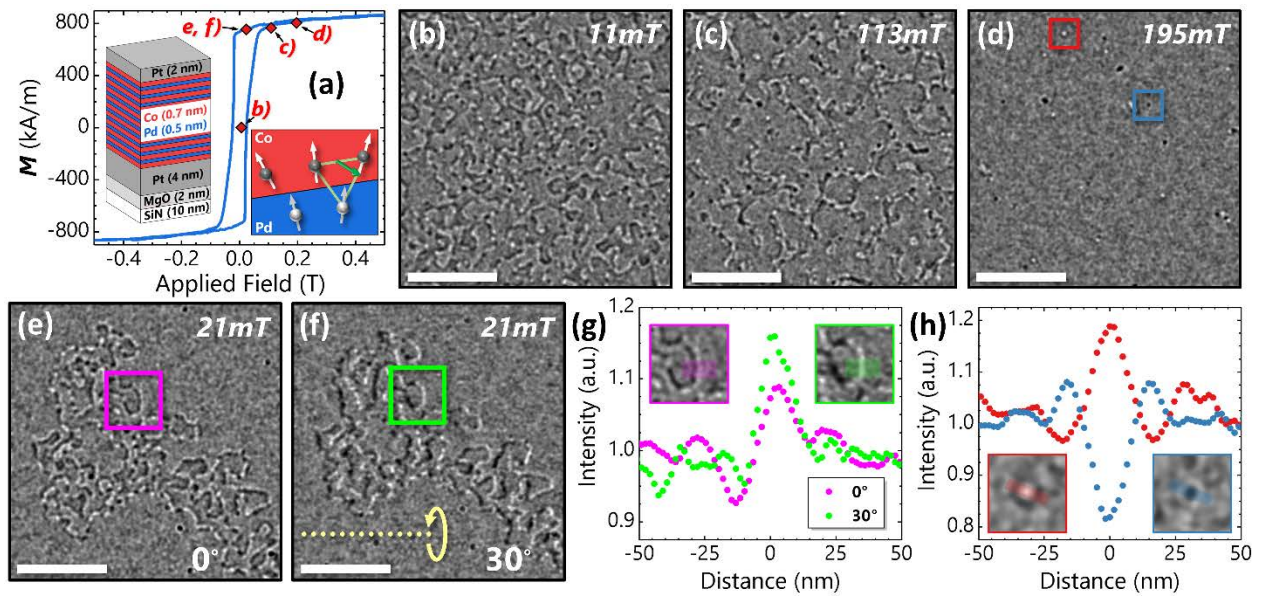 (a)
M (kA/m)
800
400
0
-400
-800
-0.4
-0.2
0.0
0.2
0.4
Applied Field (T)
e, f)
c)
d)
b)
Pt (2 nm)
Co (0.7 nm)
Pd (0.5 nm)
Pt (4 nm)
MgO (2 nm)
SiN (10 nm)
Co
Pd
(b)
11mT
(c)
113mT
(d)
195mT
(e)
21mT
0°
(f)
21mT
30°
(g)
Intensity (a.u.)
1.2
1.1
1.0
0.9
-50
-25
0
25
50
Distance (nm)
0°
30°
(h)
Intensity (a.u.)
1.2
1.1
1.0
0.9
0.8
-50
-25
0
25
50
Distance (nm)